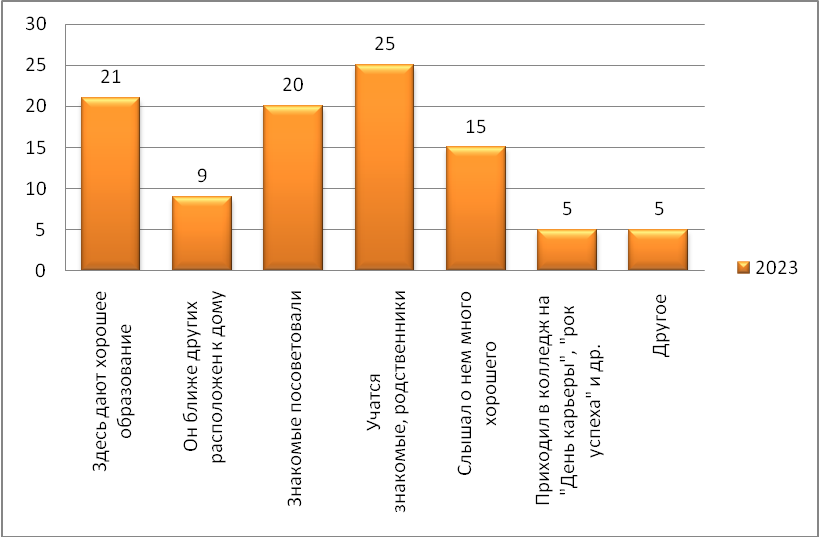 30
25
20
15
10
5
0
21
9
20
25
15
5
5
Здесь дают хорошее
образование
Он ближе других
расположен к дому
Знакомые посоветовали
Учатся
знакомые, родственники
Слышал о нем много
хорошего
Приходил в колледж на
"День карьеры", "рок
успеха" и др.
Другое
2023